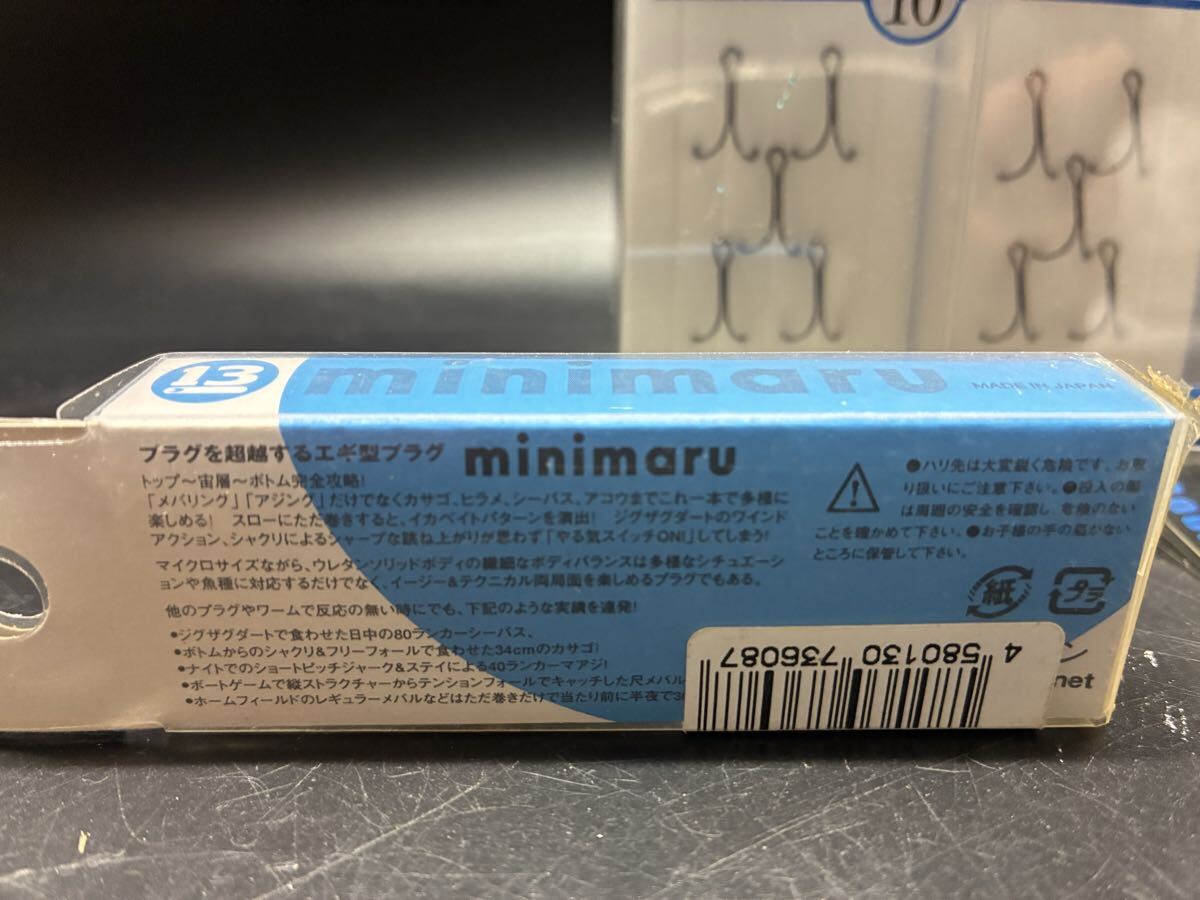 10
13
minimaru
MADE IN JAPAN
プラグを超越するエギ型プラグ minimaru
トップ～宙層～ボトム完全攻略!
「メバリング」「アジング」だけでなくカサゴ、ヒラメ、シーバス、アコウまでこれ一本で多様に
楽しめる! スローにただ巻きすると、イカベイトパターンを演出! ジグザグダートのワインド
アクション、シャクリによるシャープな跳ね上がりが思わず「やる気スイッチON!」してしまう!
マイクロサイズながら、ウレタンソリッドボディの繊細なボディバランスは多様なシチュエーシ
ョンや魚種に対応するだけでなく、イージー&テクニカル両局面を楽しめるプラグでもある。
他のプラグやワームで反応の無い時にでも、下記のような実績を連発!
•ジグザグダートで食わせた日中の80ランカーシーバス、
•ボトムからのシャクリ&フリーフォールで食わせた34cmのカサゴ!
•ナイトでのショートピッチジャーク&ステイによる40ランカーマアジ!
•ボートゲームで縦ストラクチャーからテンションフォールでキャッチした尺メバル
•ホームフィールドのレギュラーメバルなどはただ巻きだけで当たり前に半夜で3
●ハリ先は大変鋭く危険です、お取
り扱いにご注意下さい。●投入の際
は周囲の安全を確認し、危険のない
ことを確かめて下さい。●お子様の手の届かない
ところに保管して下さい。
紙
プラ
ン
net
4 580130 736087